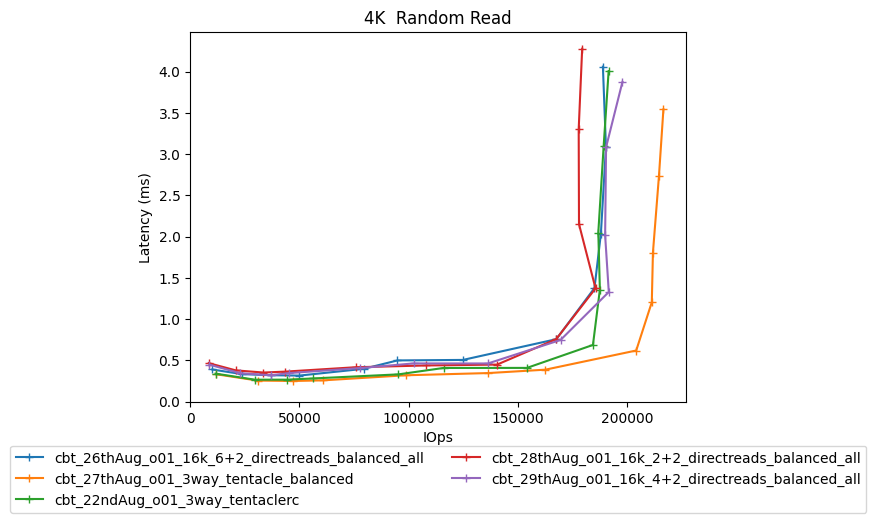 4K  Random Read
Latency (ms)
4.0
3.5
3.0
2.5
2.0
1.5
1.0
0.5
0.0
0 50000 100000 150000 200000
IOps
cbt_26thAug_o01_16k_6+2_directreads_balanced_all
cbt_27thAug_o01_3way_tentacle_balanced
cbt_22ndAug_o01_3way_tentaclerc
cbt_28thAug_o01_16k_2+2_directreads_balanced_all
cbt_29thAug_o01_16k_4+2_directreads_balanced_all